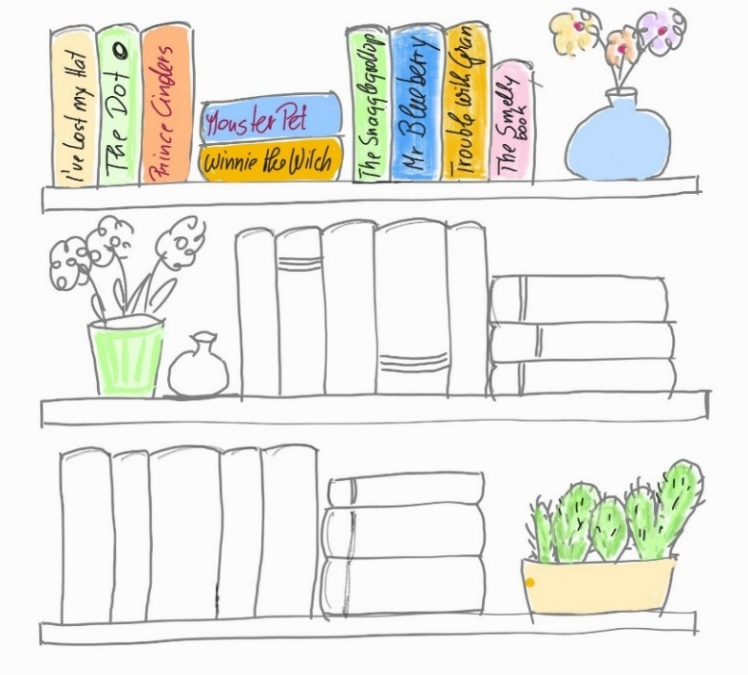 I've Lost my Hat
The Dot
Prince Cinders
Monster Pet
Winnie the Witch
The Snagglegrollop
Mr Blueberry
Trouble with Gran
The Smelly
book